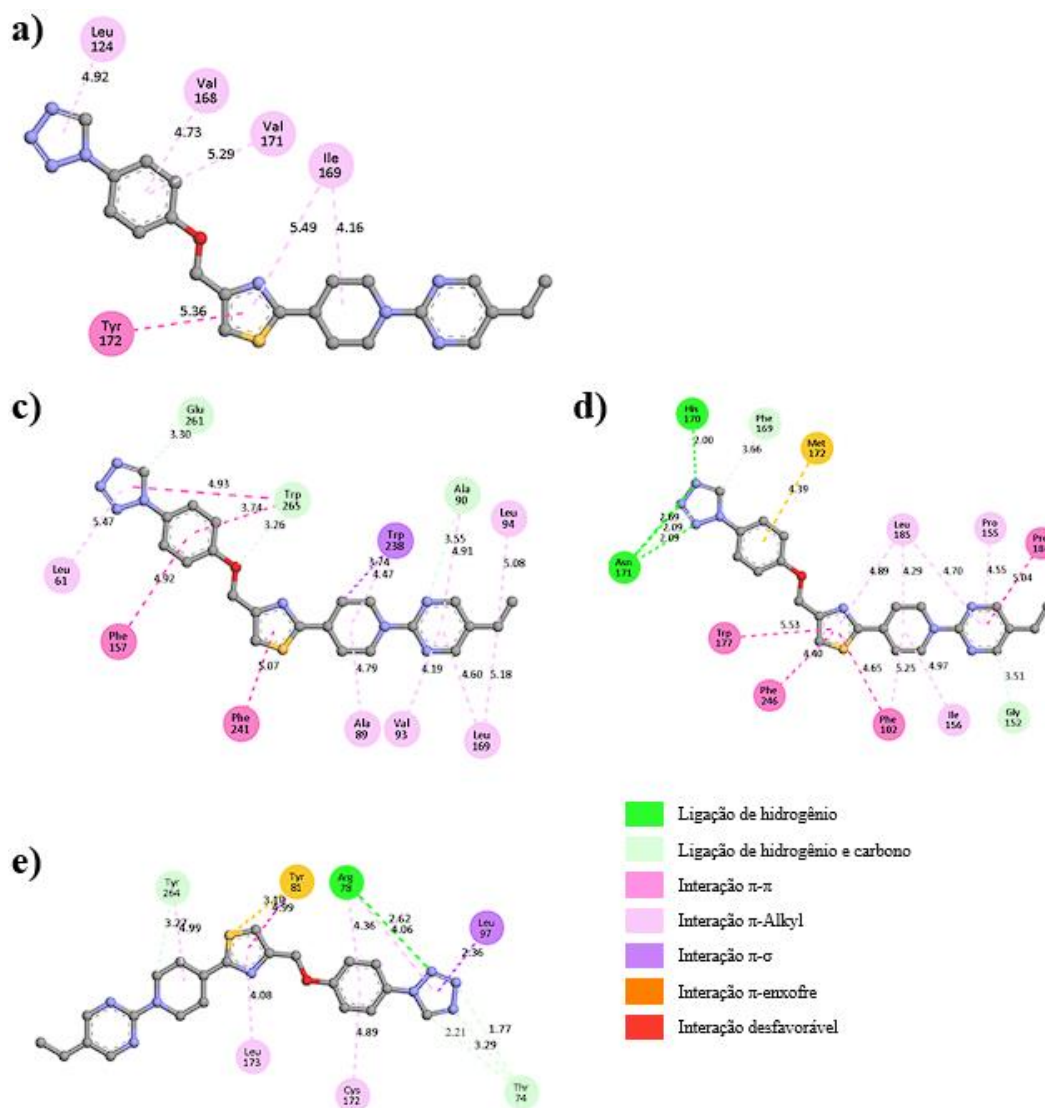 a)
Leu
124
4.92
Val
168
4.73
Val
171
5.29
Ile
169
5.49
4.16
5.36
Tyr
172
c)
Glu
261
3.30
4.93
Trp
265
3.74
3.26
5.47
Leu
61
4.92
Phe
157
Trp
238
3.74
4.47
Ala
90
3.55
4.91
Leu
94
5.08
5.07
Phe
241
4.79
Ala
89
Val
93
4.19
4.60
5.18
Leu
169
d)
His
170
2.00
Phe
169
3.66
Met
172
4.39
2.69
2.09
2.09
Asn
171
Leu
185
4.89
4.29
4.70
Pro
155
4.55
5.04
5.53
Trp
177
4.40
4.65
5.25
4.97
3.51
Phe
246
Phe
102
Ile
156
Gly
152
Ligação de hidrogênio
Ligação de hidrogênio e carbono
Interação π-π
Interação π-Alkyl
Interação π-σ
Interação π-enxofre
Interação desfavorável
e)
Tyr
264
3.27
4.99
Tyr
81
4.99
Arg
78
4.36
2.62
4.06
Leu
97
2.36
4.08
Leu
173
4.89
Cys
172
2.21
1.77
3.29
Thr
74